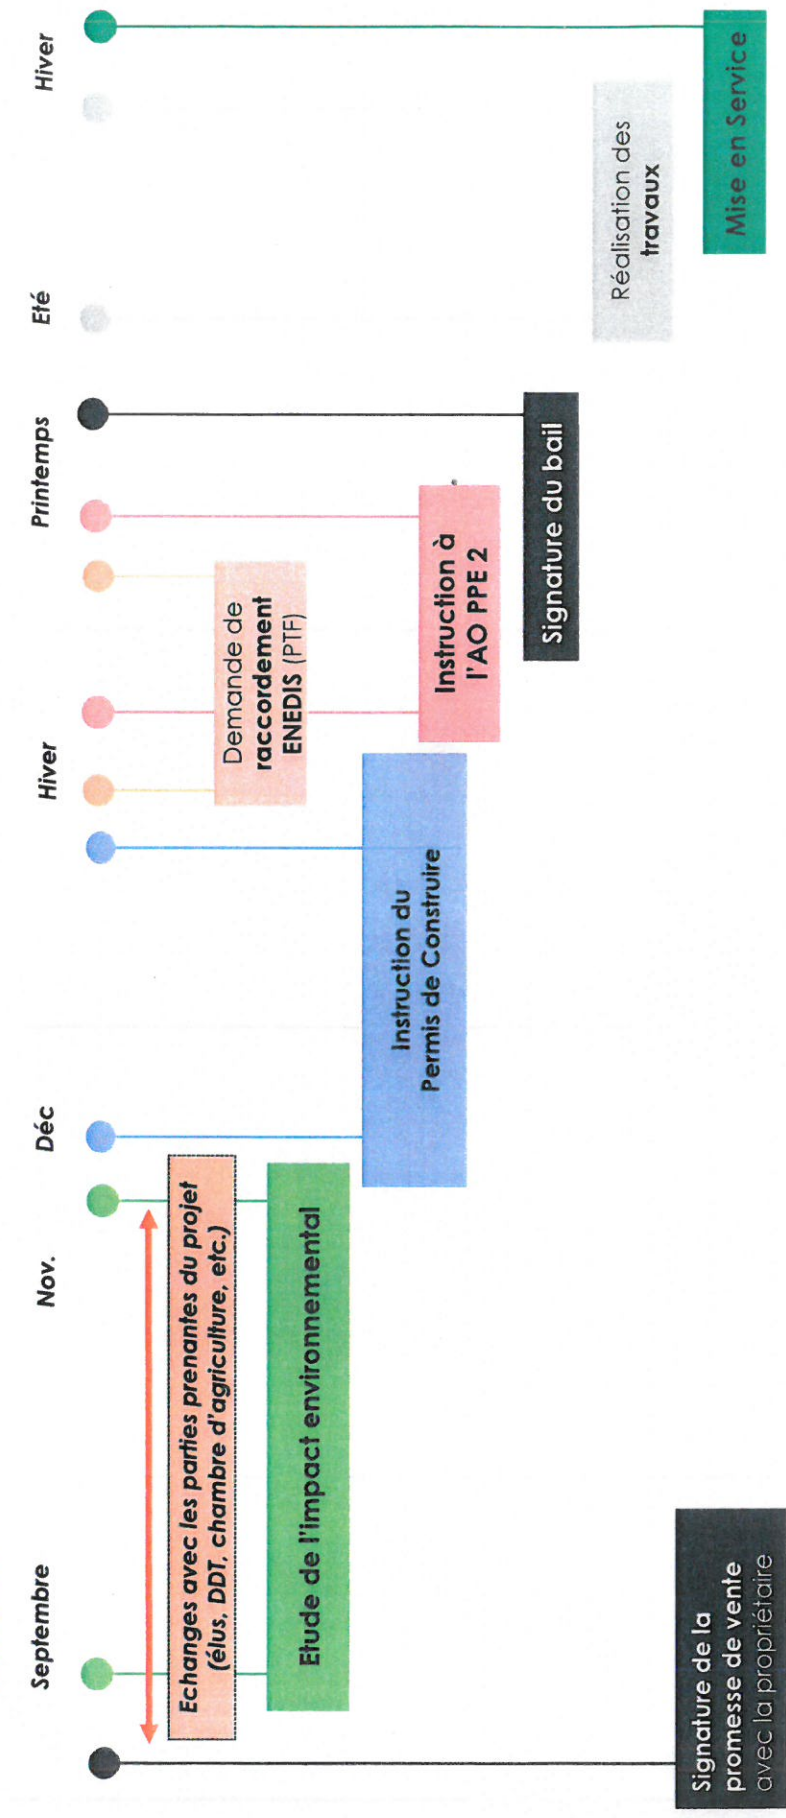 Septembre
Nov.
Déc
Hiver
Printemps
Eté
Hiver
Echanges avec les parties prenantes du projet
(élus, DDT, chambre d'agriculture, etc.)
Etude de l'impact environnemental
Demande de
raccordement
ENEDIS (PTF)
Instruction du
Permis de Construire
Instruction à
l'AO PPE 2
Signature du bail
Réalisation des
travaux
Signature de la
promesse de vente
avec la propriétaire
Mise en Service